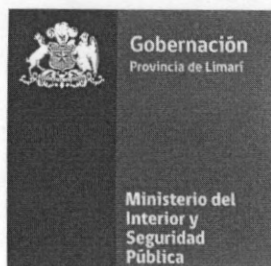 Gobernación
Provincia de Limarí
Ministerio del
Interior y
Seguridad
Pública